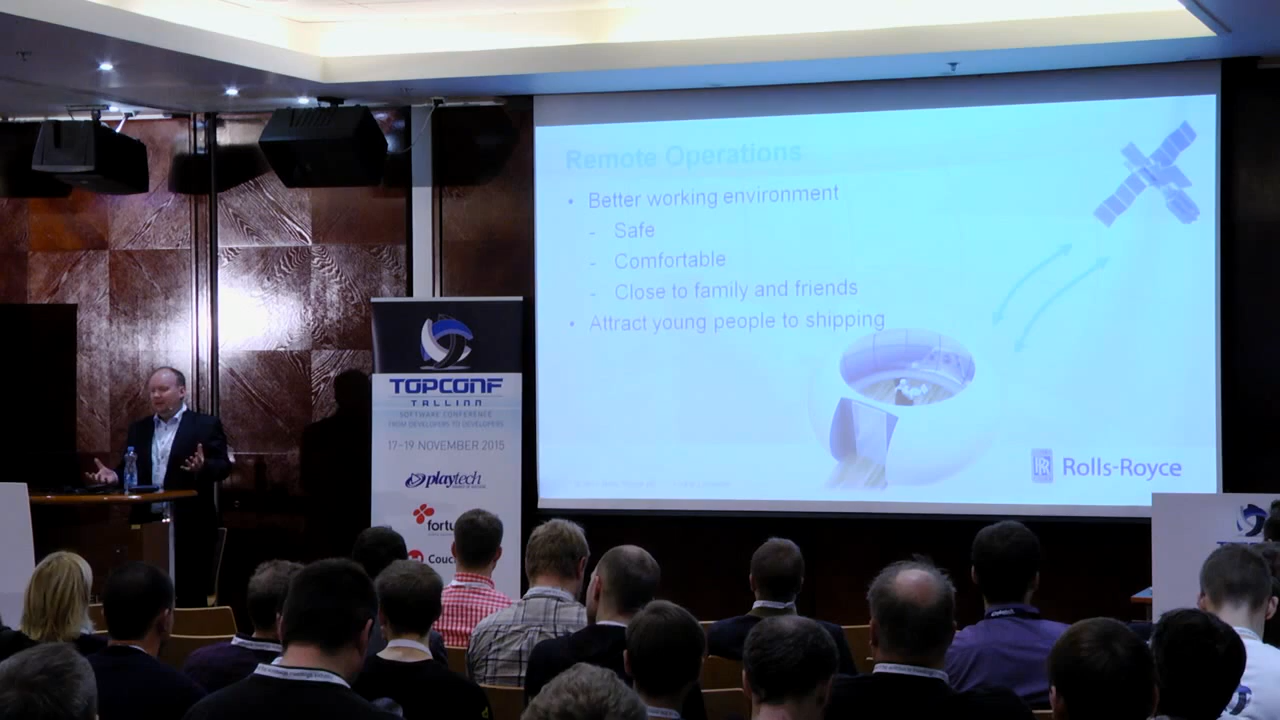 Remote Operations
• Better working environment
- Safe
- Comfortable
- Close to family and friends
• Attract young people to shipping
Rolls-Royce
TOPCONF
TALLINN
SOFTWARE CONFERENCE
FROM DEVELOPERS TO DEVELOPERS
17-19 NOVEMBER 2015
playtech